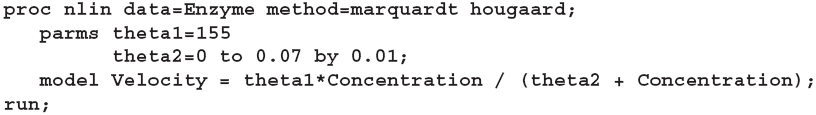 proc nlin data=Enzyme method=marquardt hougaard;
   parms theta1=155
         theta2=0 to 0.07 by 0.01;
   model Velocity = theta1*Concentration / (theta2 + Concentration);
run;